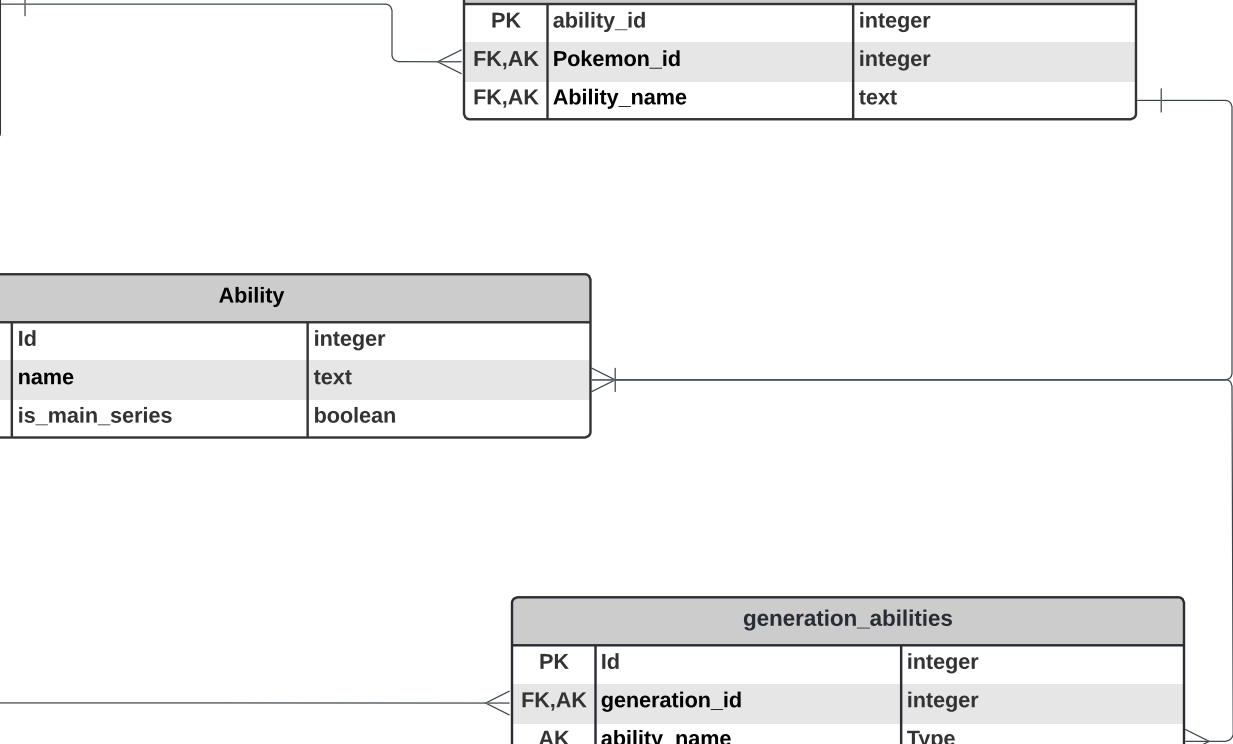 PK ability_id integer
FK,AK Pokemon_id integer
FK,AK Ability_name text
Ability
Id integer
name text
is_main_series boolean
generation_abilities
PK Id integer
FK,AK generation_id integer
AK ability_name Type